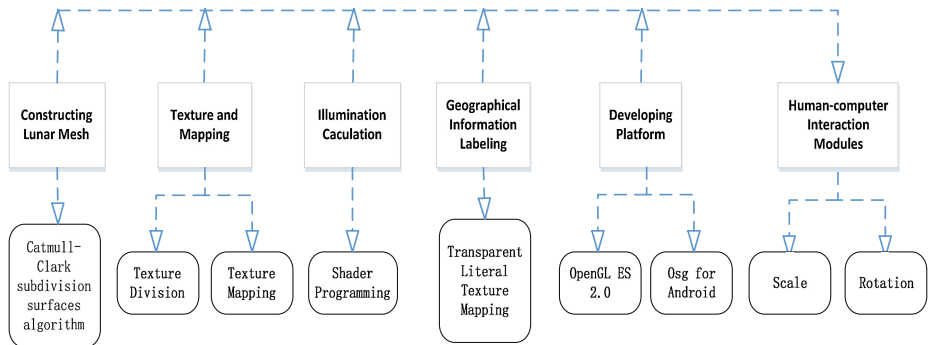 Constructing
Lunar Mesh
Texture and
Mapping
Illumination
Caculation
Geographical
Information
Labeling
Developing
Platform
Human-computer
Interaction
Modules
Catmull-
Clark
subdivision
surfaces
algorithm
Texture
Division
Texture
Mapping
Shader
Programming
Transparent
Literal
Texture
Mapping
OpenGL ES
2.0
Osg for
Android
Scale
Rotation